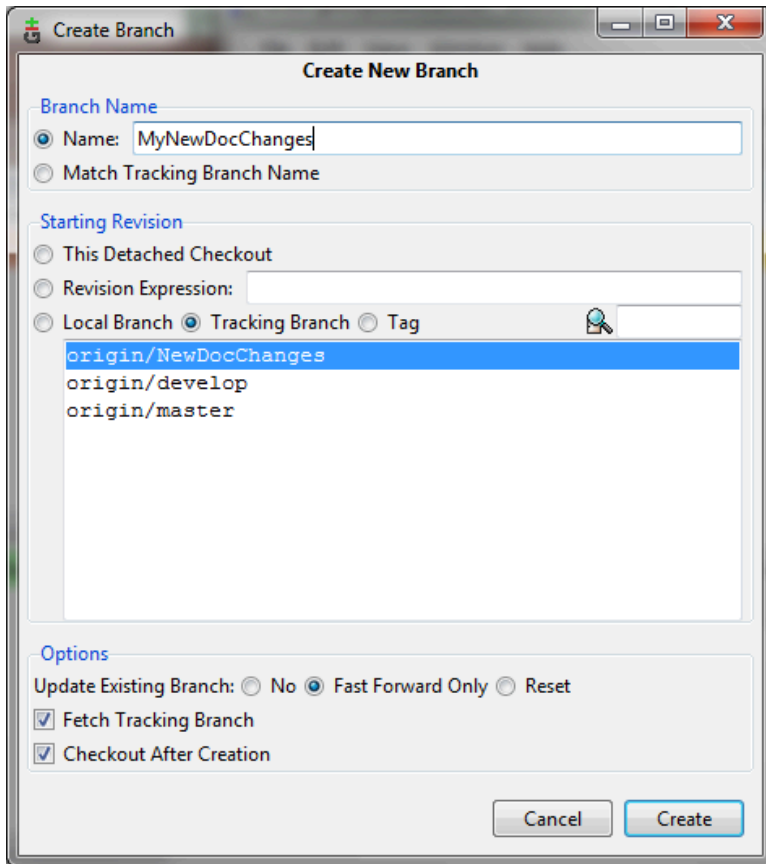 Create Branch
Create New Branch
Branch Name
Name: MyNewDocChanges
Match Tracking Branch Name
Starting Revision
This Detached Checkout
Revision Expression:
Local Branch Tracking Branch Tag
origin/NewDocChanges
origin/develop
origin/master
Options
Update Existing Branch: No Fast Forward Only Reset
Fetch Tracking Branch
Checkout After Creation
Cancel Create